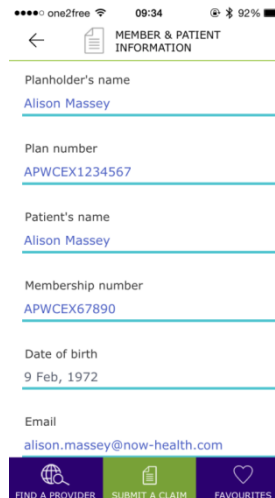 one2free 09:34 92%
MEMBER & PATIENT
INFORMATION
Planholder's name
Alison Massey
Plan number
APWCEX1234567
Patient's name
Alison Massey
Membership number
APWCEX67890
Date of birth
9 Feb, 1972
Email
alison.massey@now-health.com
FIND A PROVIDER SUBMIT A CLAIM FAVOURITES